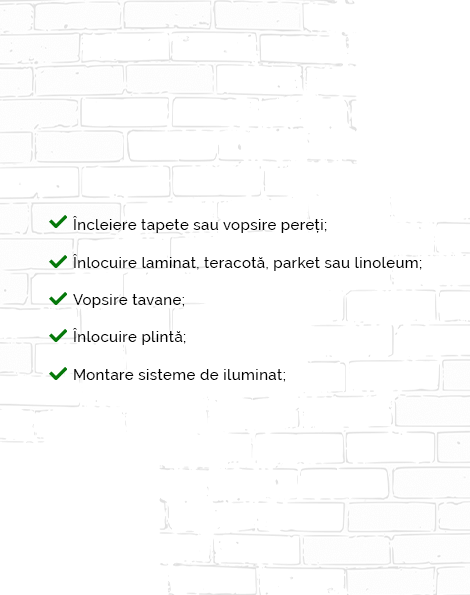 Încleiere tapete sau vopsire pereți;
Înlocuire laminat, teracotă, parket sau linoleum;
Vopsire tavane;
Înlocuire plintă;
Montare sisteme de iluminat;